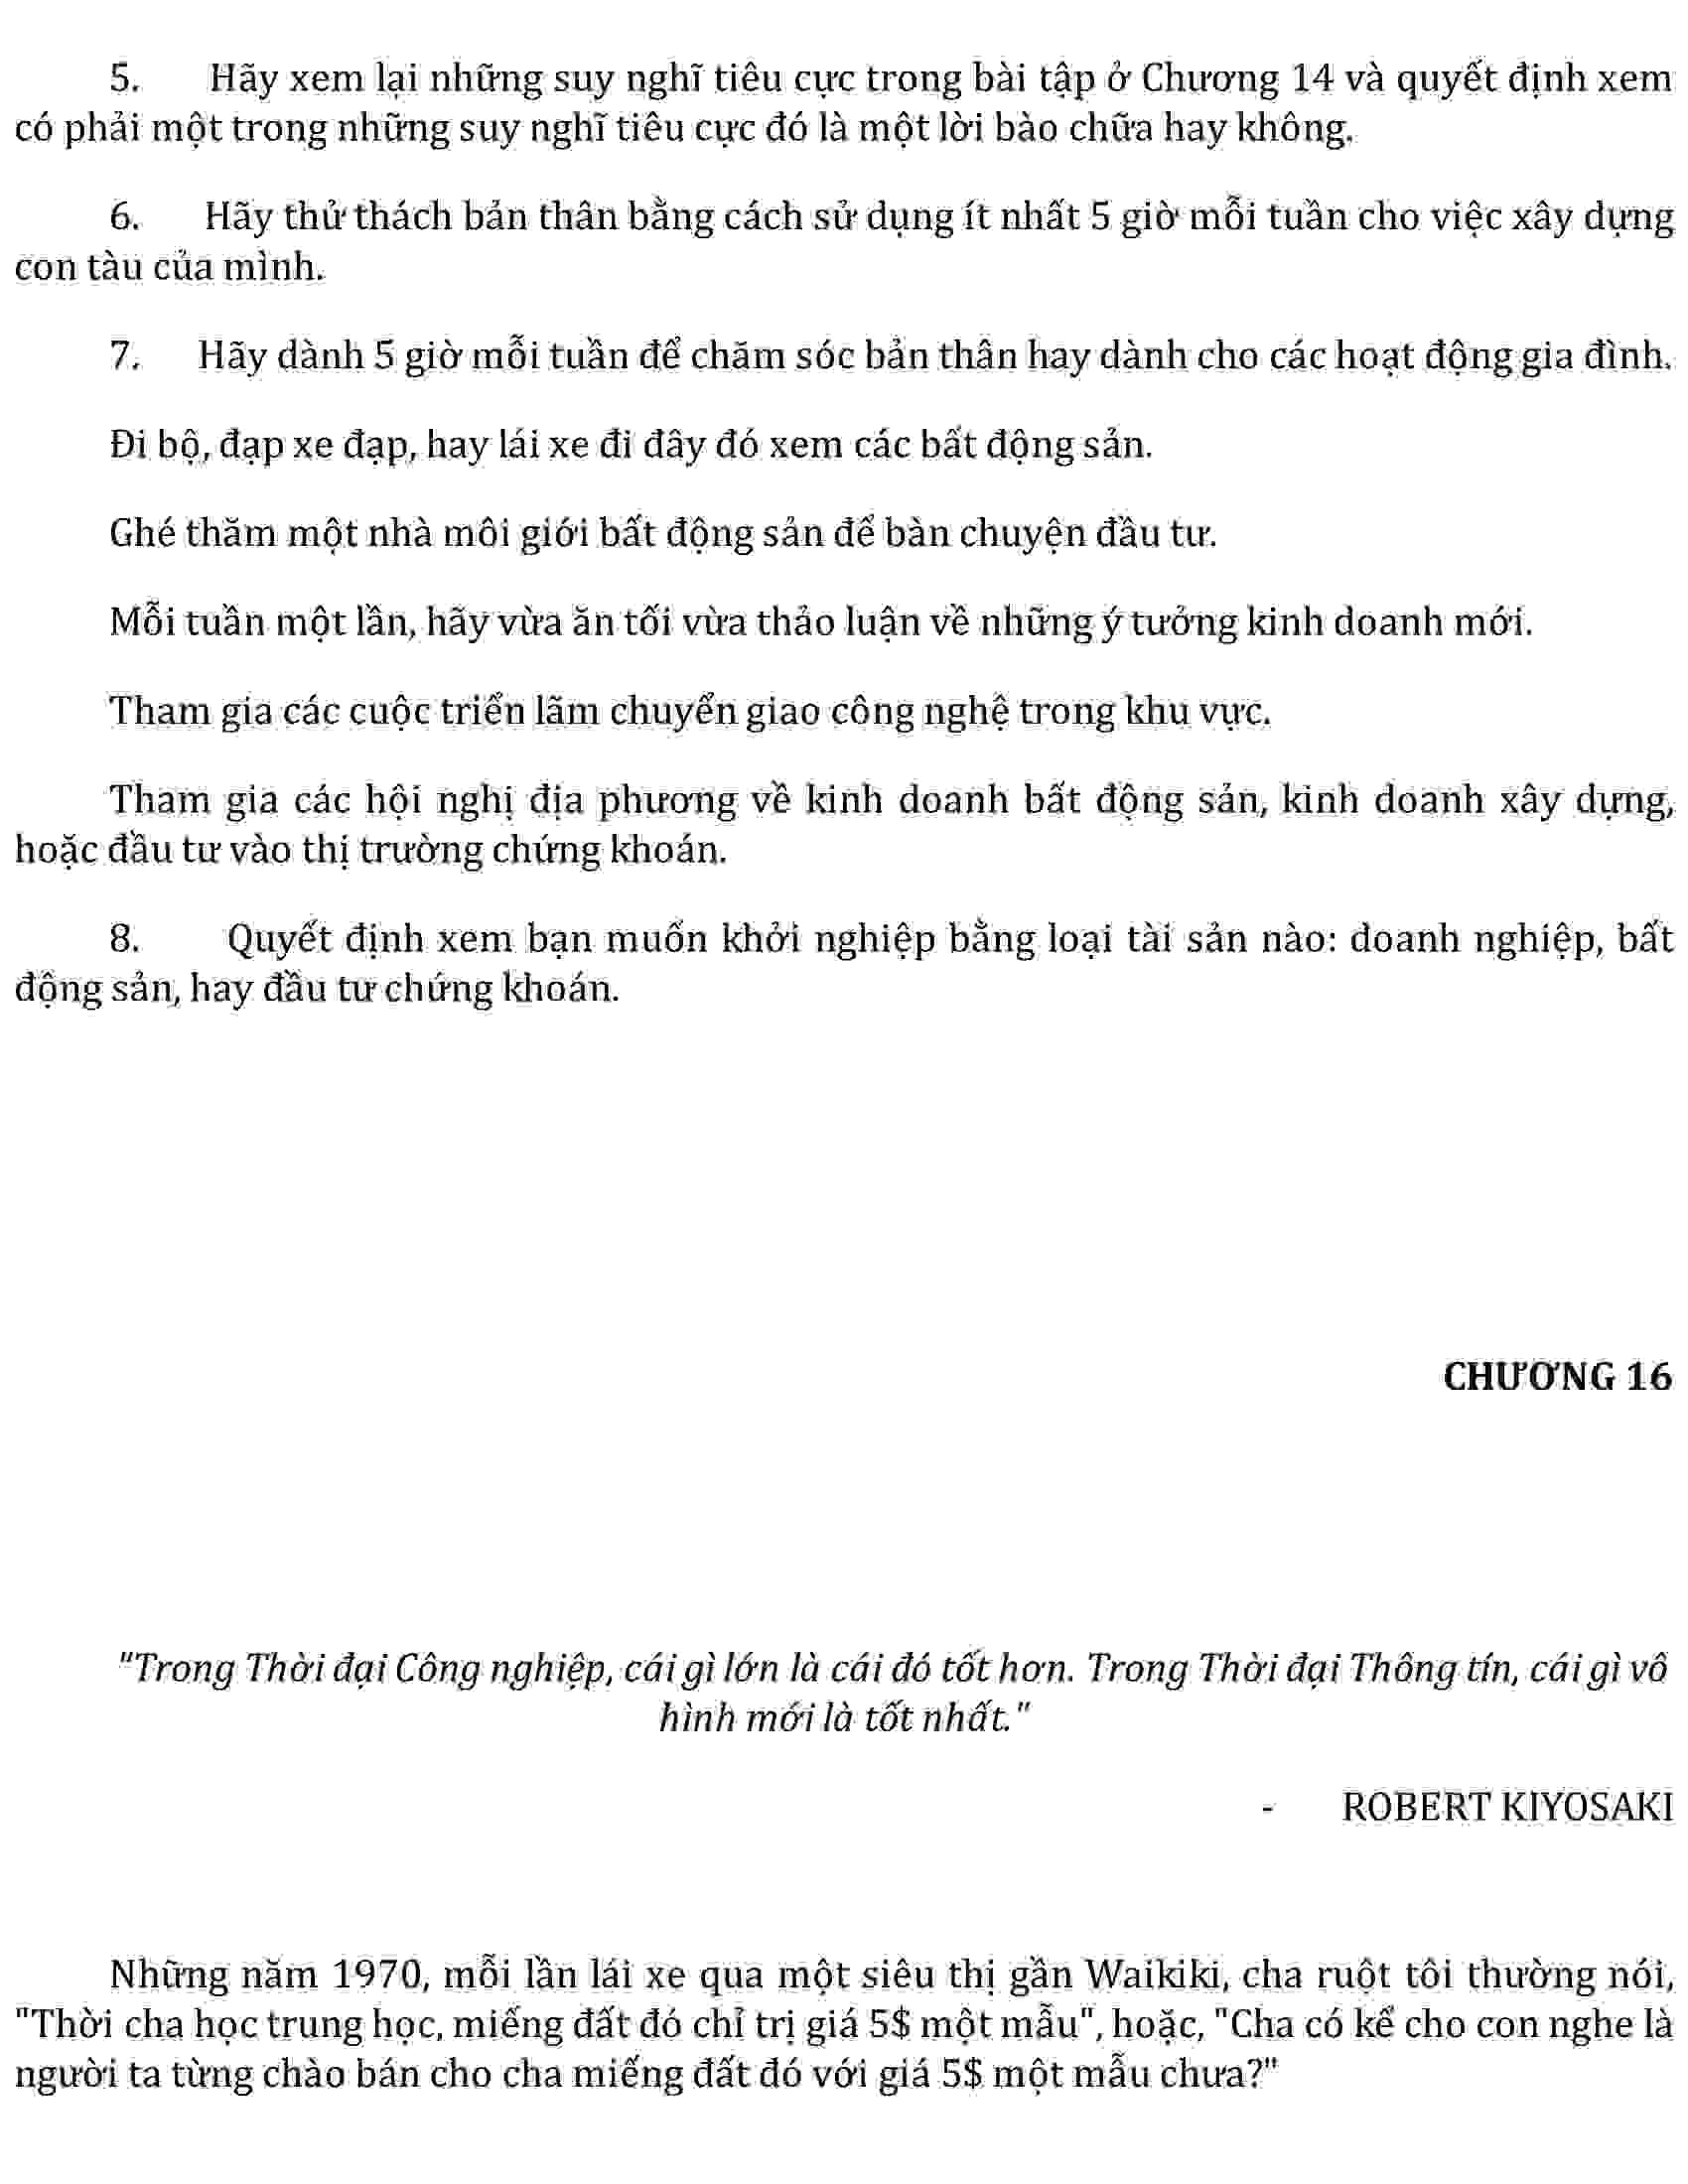 5. Hãy xem lại những suy nghĩ tiêu cực trong bài tập ở Chương 14 và quyết định xem
có phải một trong những suy nghĩ tiêu cực đó là một lời bào chữa hay không.
6. Hãy thử thách bản thân bằng cách sử dụng ít nhất 5 giờ mỗi tuần cho việc xây dựng
con tàu của mình.
7. Hãy dành 5 giờ mỗi tuần để chăm sóc bản thân hay dành cho các hoạt động gia đình.
Đi bộ, đạp xe đạp, hay lái xe đi đây đó xem các bất động sản.
Ghé thăm một nhà môi giới bất động sản để bàn chuyện đầu tư.
Mỗi tuần một lần, hãy vừa ăn tối vừa thảo luận về những ý tưởng kinh doanh mới.
Tham gia các cuộc triển lãm chuyển giao công nghệ trong khu vực.
Tham gia các hội nghị địa phương về kinh doanh bất động sản, kinh doanh xây dựng,
hoặc đầu tư vào thị trường chứng khoán.
8. Quyết định xem bạn muốn khởi nghiệp bằng loại tài sản nào: doanh nghiệp, bất
động sản, hay đầu tư chứng khoán.
CHƯƠNG 16
"Trong Thời đại Công nghiệp, cái gì lớn là cái đó tốt hơn. Trong Thời đại Thông tín, cái gì vô
hình mới là tốt nhất."
- ROBERT KIYOSAKI
Những năm 1970, mỗi lần lái xe qua một siêu thị gần Waikiki, cha ruột tôi thường nói,
"Thời cha học trung học, miếng đất đó chỉ trị giá 5$ một mẫu", hoặc, "Cha có kể cho con nghe là
người ta từng chào bán cho cha miếng đất đó với giá 5$ một mẫu chưa?"